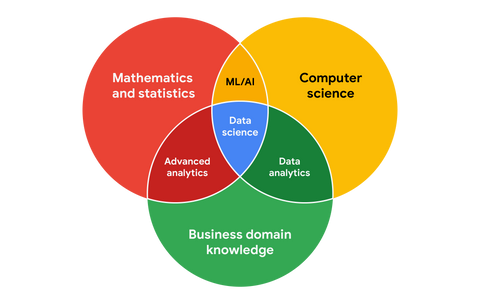 Mathematics
and statistics
ML/AI
Computer
science
Data
science
Advanced
analytics
Data
analytics
Business domain
knowledge